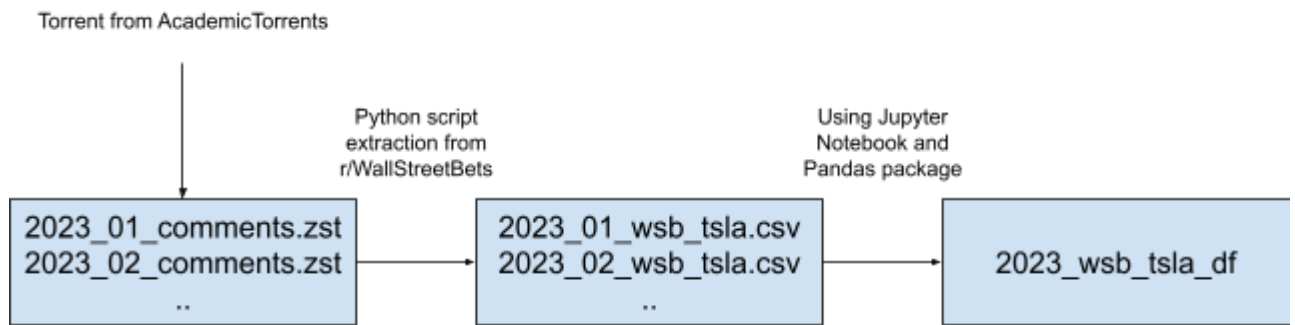 Torrent from AcademicTorrents
Python script
extraction from
r/WallStreetBets
Using Jupyter
Notebook and
Pandas package
2023_01_comments.zst
2023_02_comments.zst
..
2023_01_wsb_tsla.csv
2023_02_wsb_tsla.csv
..
2023_wsb_tsla_df